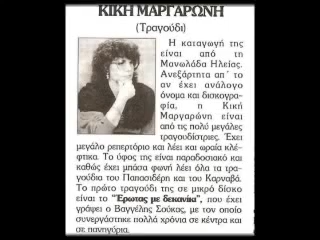 ΚΙΚΗ ΜΑΡΓΑΡΩΝΗ
(Τραγούδι)
Η καταγωγή της
είναι από τη
Μανωλάδα Ηλείας.
Ανεξάρτητα απ΄ το
αν έχει ανάλογο
όνομα και δισκογρα-
φία, η Κική
Μαργαρώνη είναι
από τις πολύ μεγάλες
τραγουδίστριες. Έχει
μεγάλο ρεπερτόριο και λέει και ωραία κλέ-
φτικα. Το ύφος της είναι παραδοσιακό και
καθώς έχει μπάσα φωνή λέει όλα τα τρα-
γούδια του Παπασιδέρη και του Καρναβά.
Το πρώτο τραγούδι της σε μικρό δίσκο
είναι το "Έρωτας με δεκανίκια", που έχει
γράψει ο Βαγγέλης Σούκας, με τον οποίο
συνεργάστηκε πολλά χρόνια σε κέντρα και
σε πανηγύρια.